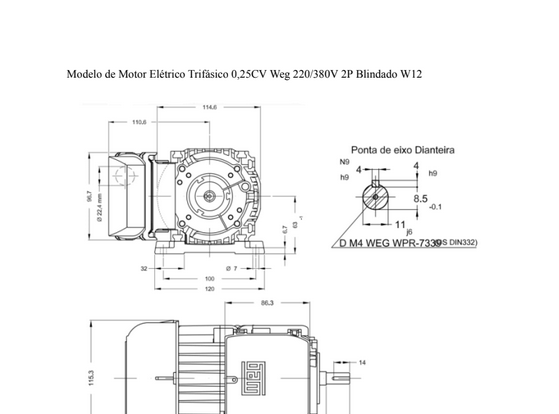 Modelo de Motor Elétrico Trifásico 0,25CV Weg 220/380V 2P Blindado W12
114,6
110,6
Ponta de eixo Dianteira
N9
4
h9
4
h9
96,7
Ø 22,4 mm
8.5
-0.1
63
11
j6
6,7
D M4 WEG WPR-7339
DIN332)
32
Ø 7
100
120
86,3
115,3
14
weg